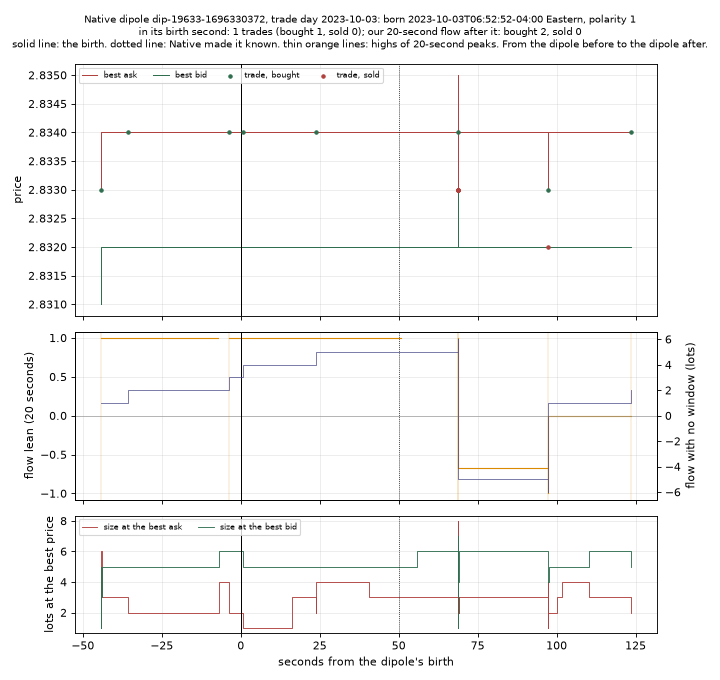 Native dipole dip-19633-1696330372, trade day 2023-10-03: born 2023-10-03T06:52:52-04:00 Eastern, polarity 1
in its birth second: 1 trades (bought 1, sold 0); our 20-second flow after it: bought 2, sold 0
solid line: the birth. dotted line: Native made it known. thin orange lines: highs of 20-second peaks. From the dipole before to the dipole after.
best ask best bid trade, bought trade, sold
2.8350
2.8345
2.8340
2.8335
2.8330
2.8325
2.8320
2.8315
2.8310
price
1.0
0.5
0.0
−0.5
−1.0
flow lean (20 seconds)
6
4
2
0
−2
−4
−6
flow with no window (lots)
size at the best ask size at the best bid
8
6
4
2
lots at the best price
−50 −25 0 25 50 75 100 125
seconds from the dipole's birth